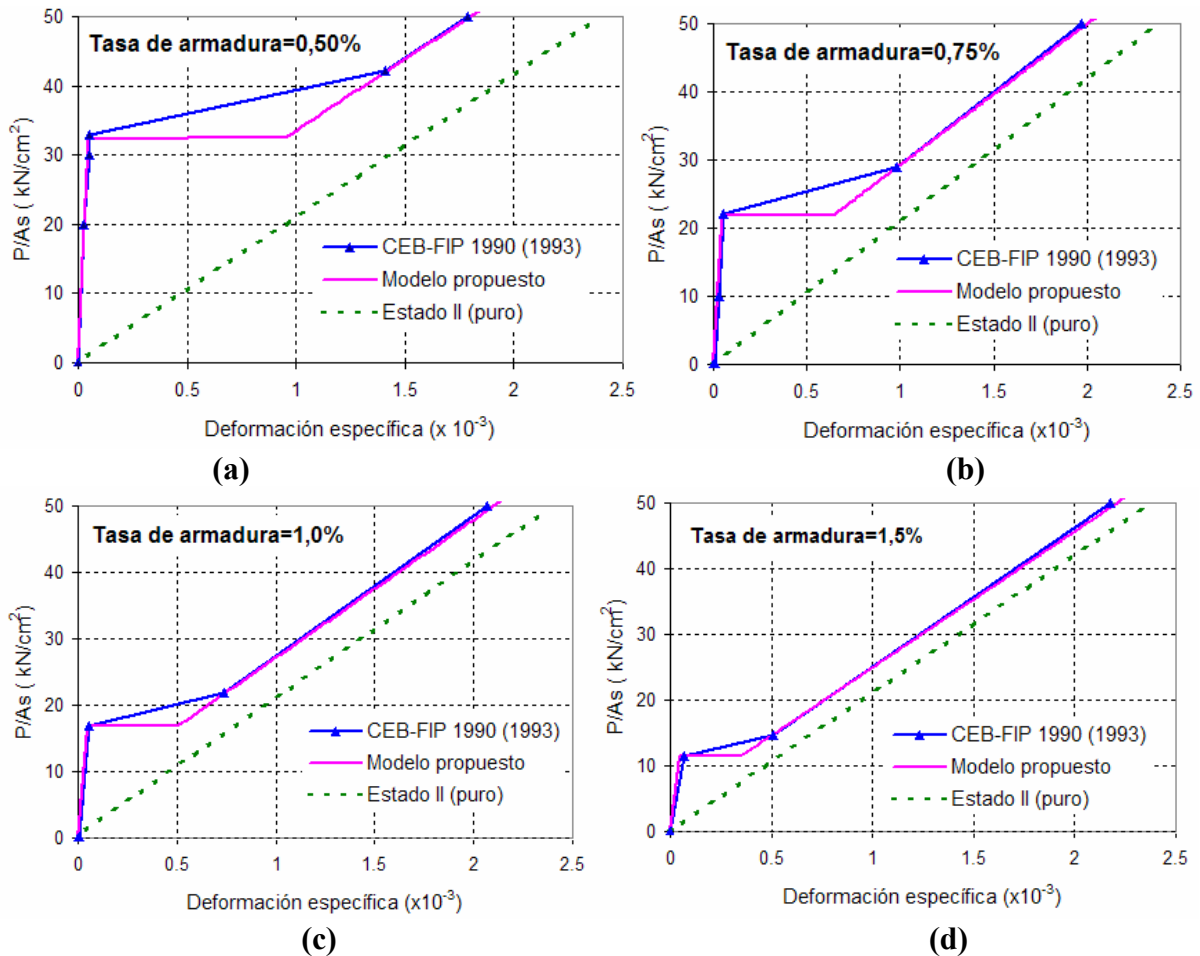 Tasa de armadura=0,50%
P/As ( kN/cm²)
50
40
30
20
10
0
CEB-FIP 1990 (1993)
Modelo propuesto
Estado II (puro)
0 0.5 1 1.5 2 2.5
Deformación específica (x 10⁻³)
(a)
Tasa de armadura=0,75%
P/As ( kN/cm²)
50
40
30
20
10
0
CEB-FIP 1990 (1993)
Modelo propuesto
Estado II (puro)
0 0.5 1 1.5 2 2.5
Deformación específica (x10⁻³)
(b)
Tasa de armadura=1,0%
P/As ( kN/cm²)
50
40
30
20
10
0
CEB-FIP 1990 (1993)
Modelo propuesto
Estado II (puro)
0 0.5 1 1.5 2 2.5
Deformación específica (x10⁻³)
(c)
Tasa de armadura=1,5%
P/As ( kN/cm²)
50
40
30
20
10
0
CEB-FIP 1990 (1993)
Modelo propuesto
Estado II (puro)
0 0.5 1 1.5 2 2.5
Deformación específica (x10⁻³)
(d)